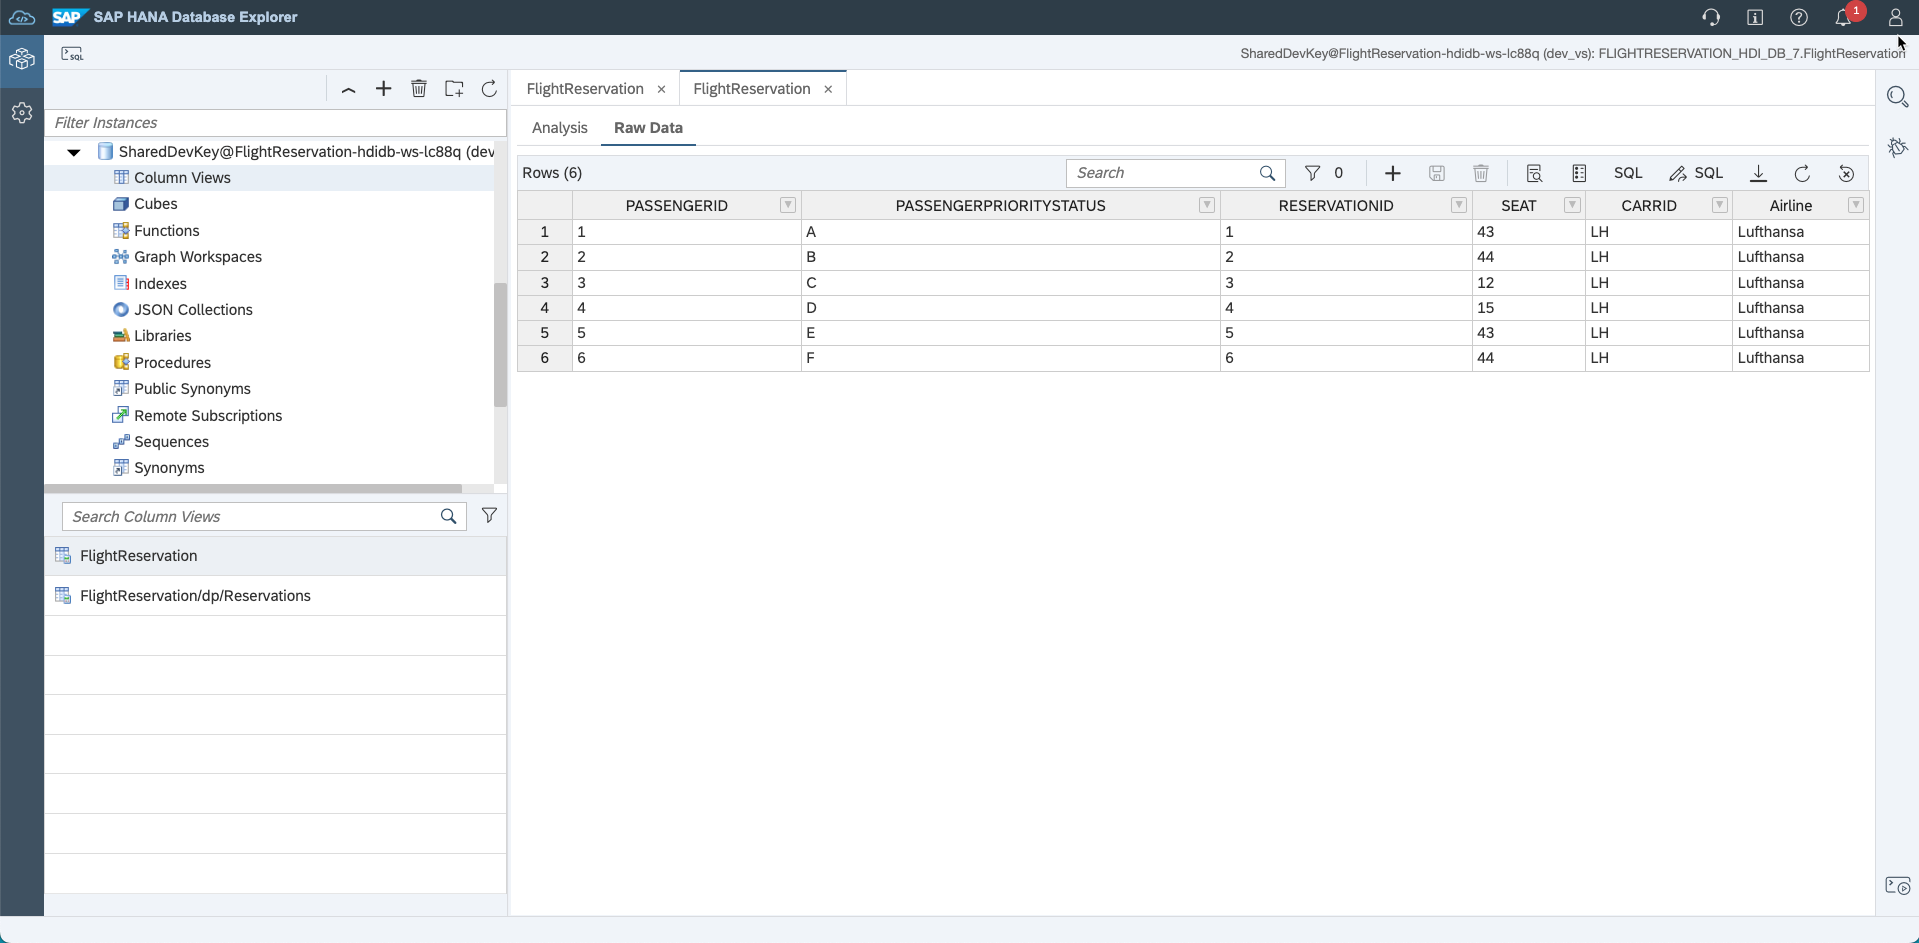 SAP SAP HANA Database Explorer 1
SQL SharedDevKey@FlightReservation-hdidb-ws-lc88q (dev_vs): FLIGHTRESERVATION_HDI_DB_7.FlightReservation
Filter Instances
SharedDevKey@FlightReservation-hdidb-ws-lc88q (dev
Column Views
Cubes
Functions
Graph Workspaces
Indexes
JSON Collections
Libraries
Procedures
Public Synonyms
Remote Subscriptions
Sequences
Synonyms
Search Column Views
FlightReservation
FlightReservation/dp/Reservations
FlightReservation × FlightReservation ×
Analysis Raw Data
Rows (6) Search 0 SQL SQL
PASSENGERID PASSENGERPRIORITYSTATUS RESERVATIONID SEAT CARRID Airline
1 1 A 1 43 LH Lufthansa
2 2 B 2 44 LH Lufthansa
3 3 C 3 12 LH Lufthansa
4 4 D 4 15 LH Lufthansa
5 5 E 5 43 LH Lufthansa
6 6 F 6 44 LH Lufthansa